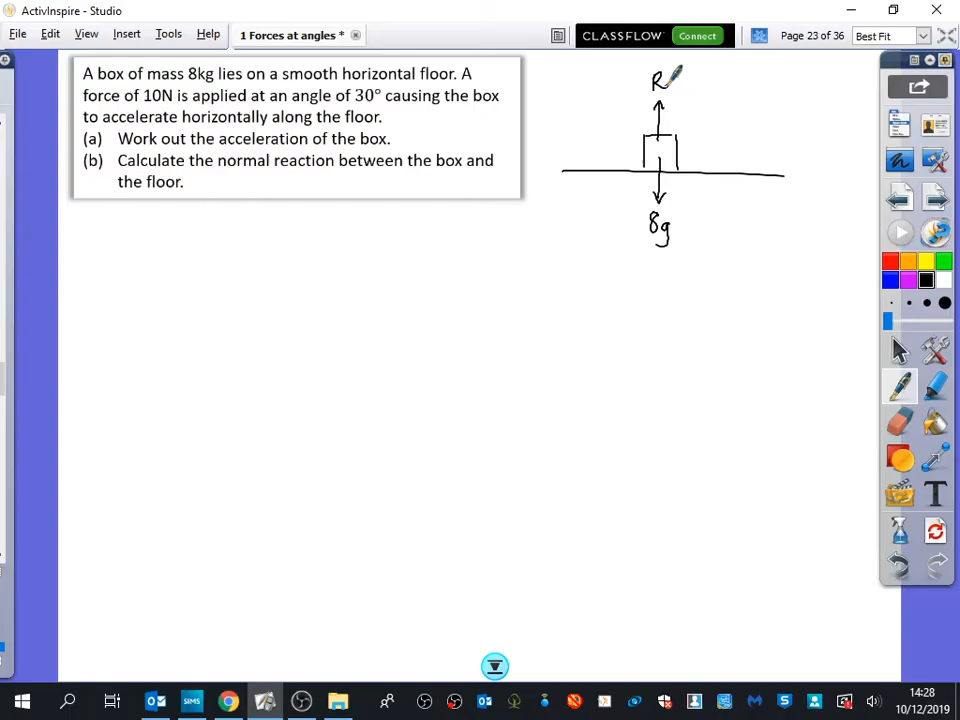 ActivInspire - Studio
File Edit View Insert Tools Help 1 Forces at angles * CLASSFLOW Connect Page 23 of 36 Best Fit
A box of mass 8kg lies on a smooth horizontal floor. A
force of 10N is applied at an angle of 30° causing the box
to accelerate horizontally along the floor.
(a) Work out the acceleration of the box.
(b) Calculate the normal reaction between the box and
the floor.
R
8g
T
SIMS
S
14:28
10/12/2019